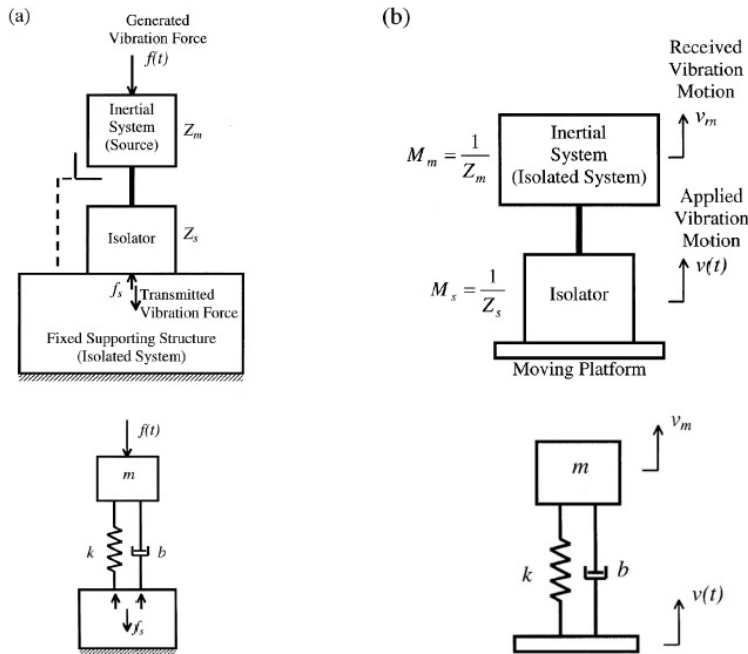 (a)
Generated
Vibration Force
f(t)
Inertial
System
(Source)
Z_m
Isolator
Z_s
f_s
Transmitted
Vibration Force
Fixed Supporting Structure
(Isolated System)
f(t)
m
k
b
f_s
(b)
Received
Vibration
Motion
v_m
Inertial
System
(Isolated System)
M_m = 1/Z_m
Applied
Vibration
Motion
v(t)
M_s = 1/Z_s
Isolator
Moving Platform
v_m
m
k
b
v(t)